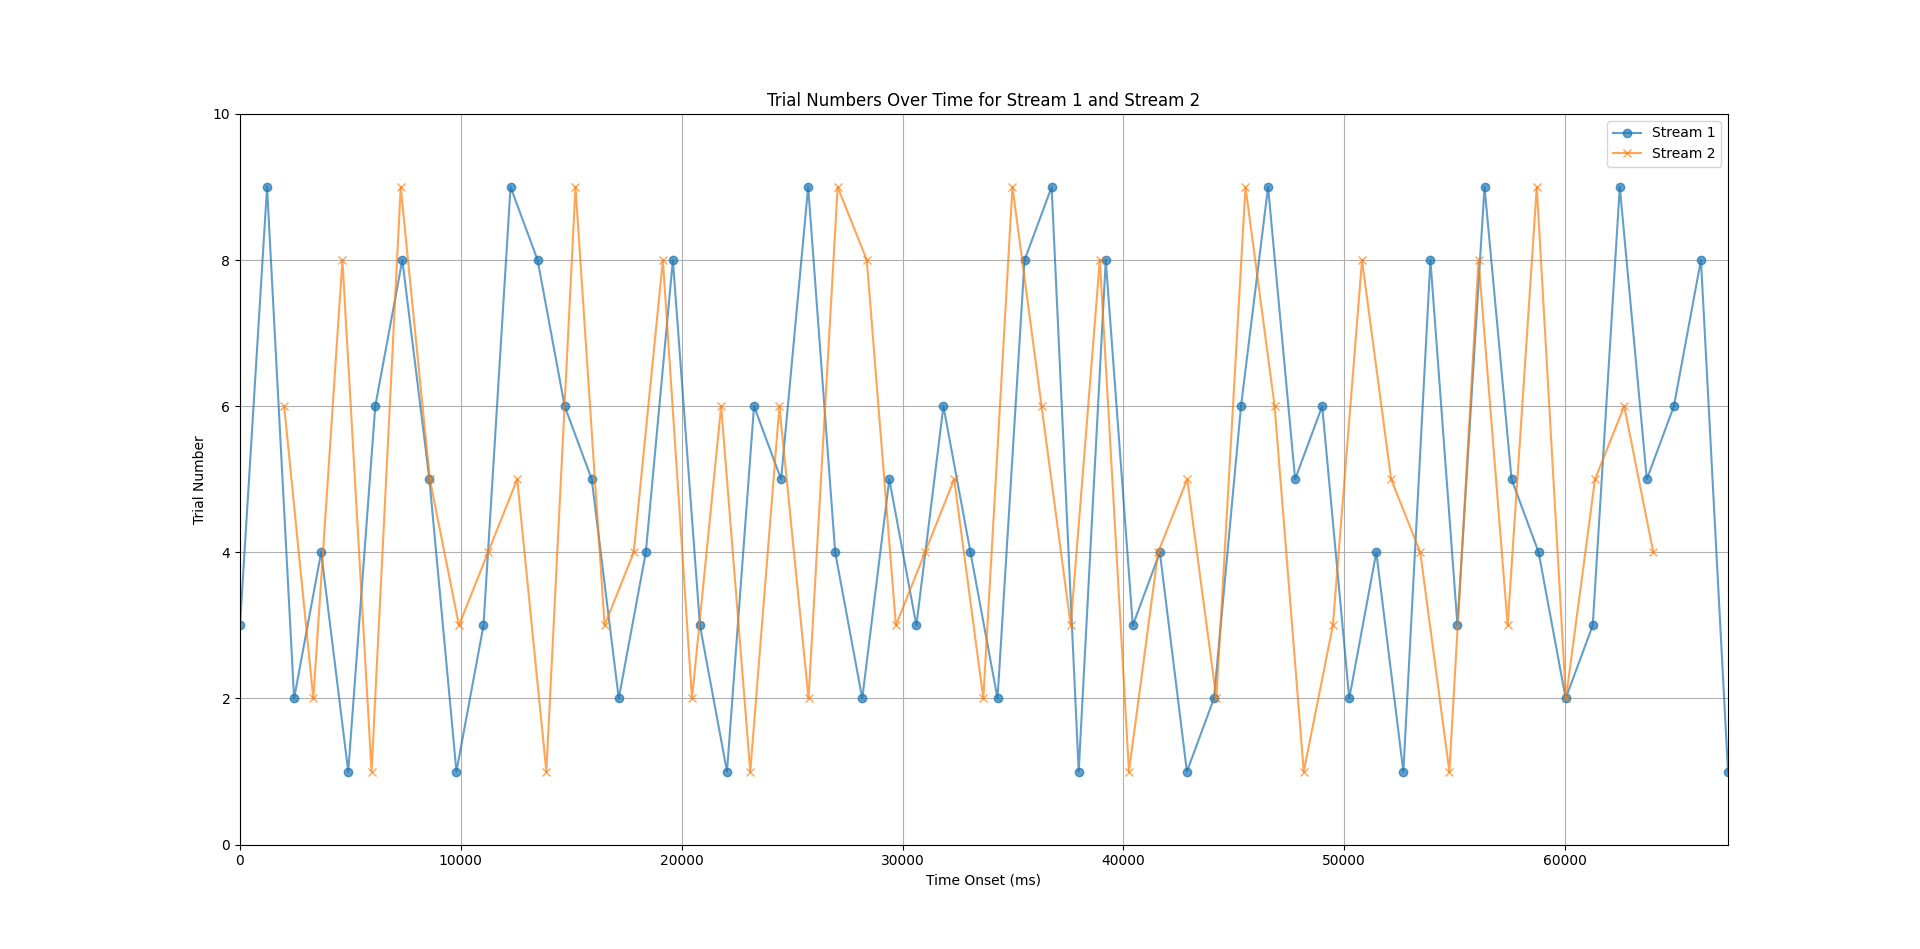 Trial Numbers Over Time for Stream 1 and Stream 2
Stream 1
Stream 2
Trial Number
10
8
6
4
2
0
0 10000 20000 30000 40000 50000 60000
Time Onset (ms)